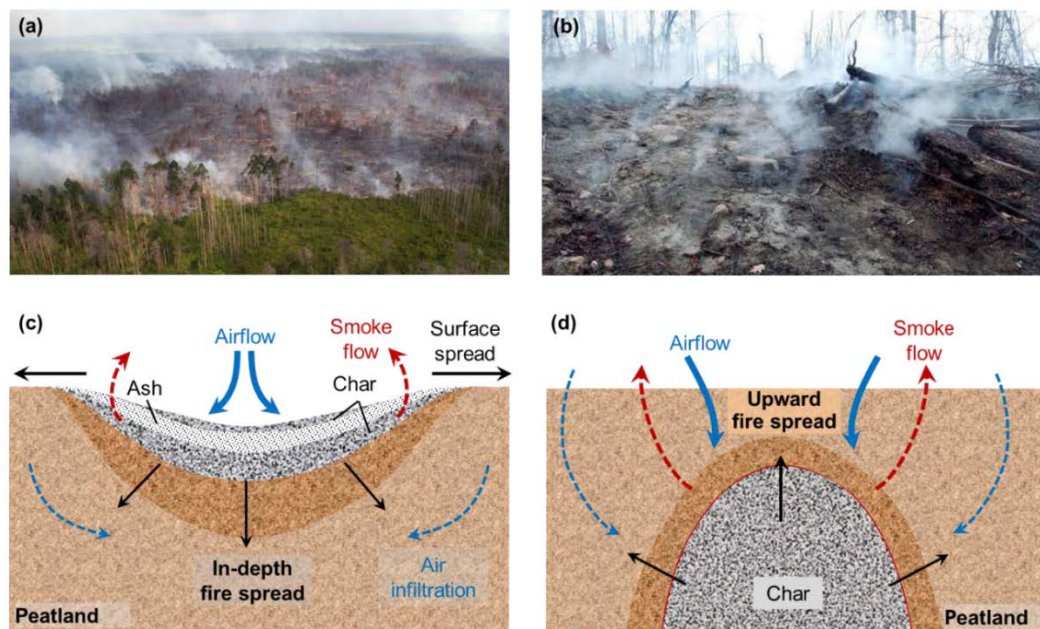 (a)
(b)
(c)
Airflow
Smoke
flow
Surface
spread
Ash
Char
In-depth
fire spread
Air
infiltration
Peatland
(d)
Airflow
Smoke
flow
Upward
fire spread
Char
Peatland